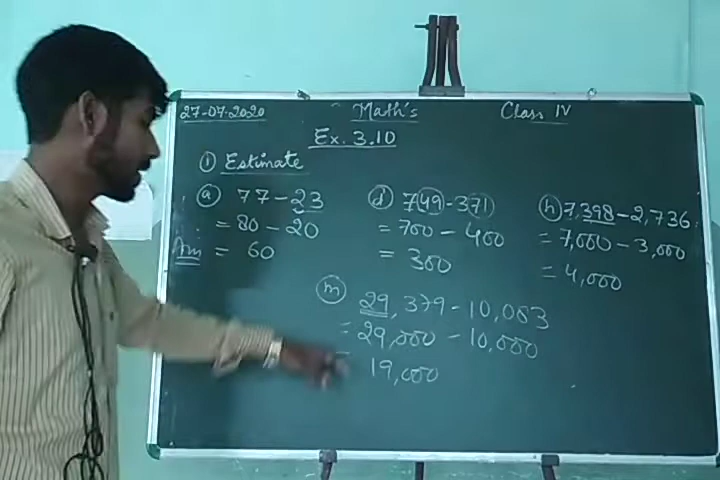 27-07-2020 Math's Class IV
Ex. 3.10
① Estimate
ⓐ 77 - 23
= 80 - 20
Ans = 60
ⓓ 749 - 371
= 700 - 400
= 300
ⓗ 7,398 - 2,736
= 7,000 - 3,000
= 4,000
ⓜ 29,379 - 10,003
= 29,000 - 10,000
= 19,000